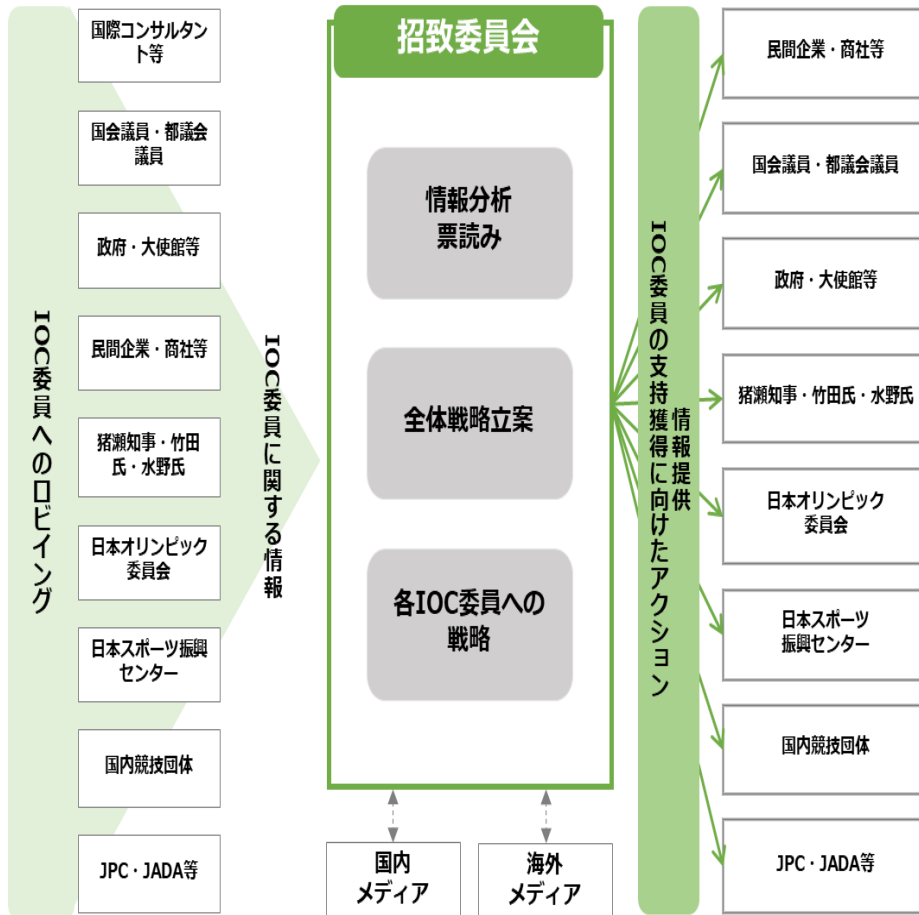 IOC委員へのロビイング
国際コンサルタン
ト等
国会議員・都議会
議員
政府・大使館等
民間企業・商社等
猪瀬知事・竹田
氏・水野氏
日本オリンピック
委員会
日本スポーツ振興
センター
国内競技団体
JPC・JADA等
IOC委員に関する情報
招致委員会
情報分析
票読み
全体戦略立案
各IOC委員への
戦略
国内
メディア
海外
メディア
IOC委員の支持獲得に向けたアクション
情報提供
民間企業・商社等
国会議員・都議会議員
政府・大使館等
猪瀬知事・竹田氏・水野氏
日本オリンピック
委員会
日本スポーツ
振興センター
国内競技団体
JPC・JADA等